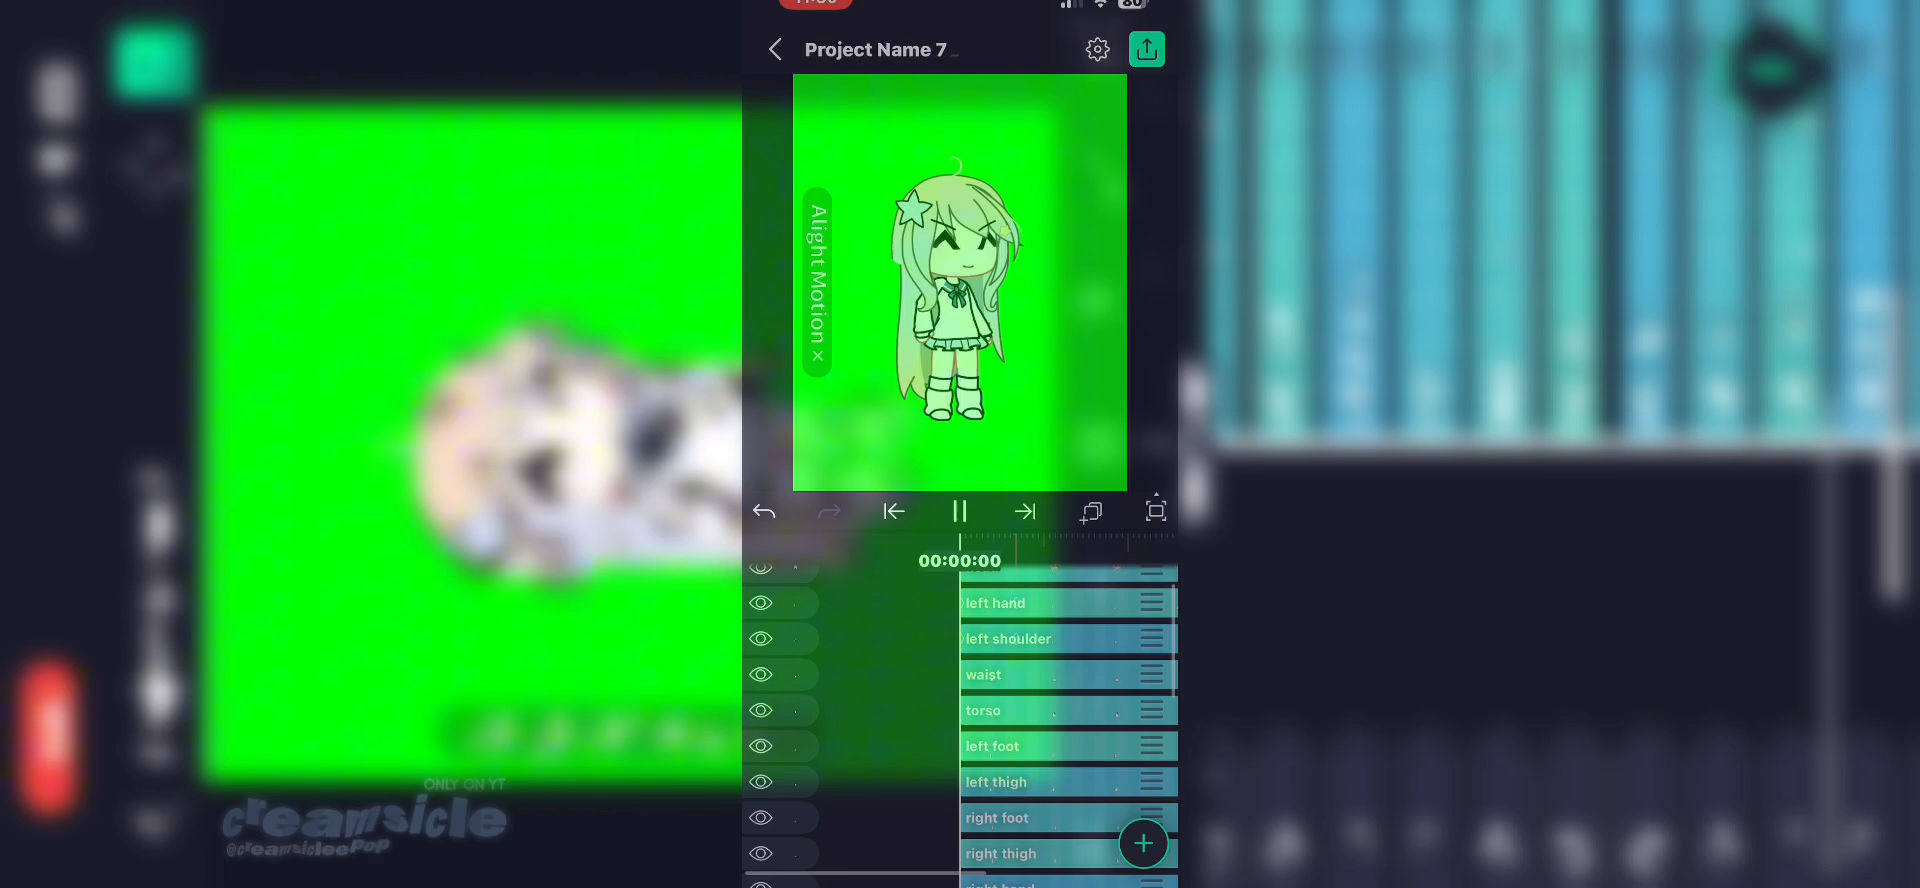 Project Name 7
Alight Motion ×
00:00:00
left hand
left shoulder
waist
torso
left foot
left thigh
right foot
right thigh
ONLY ON YT
creamsicle
@creamsicleepop